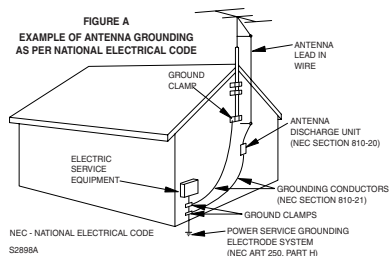 FIGURE A
EXAMPLE OF ANTENNA GROUNDING
AS PER NATIONAL ELECTRICAL CODE
ANTENNA
LEAD IN
WIRE
GROUND
CLAMP
ANTENNA
DISCHARGE UNIT
(NEC SECTION 810-20)
ELECTRIC
SERVICE
EQUIPMENT
GROUNDING CONDUCTORS
(NEC SECTION 810-21)
GROUND CLAMPS
POWER SERVICE GROUNDING
ELECTRODE SYSTEM
(NEC ART 250, PART H)
NEC - NATIONAL ELECTRICAL CODE
S2898A